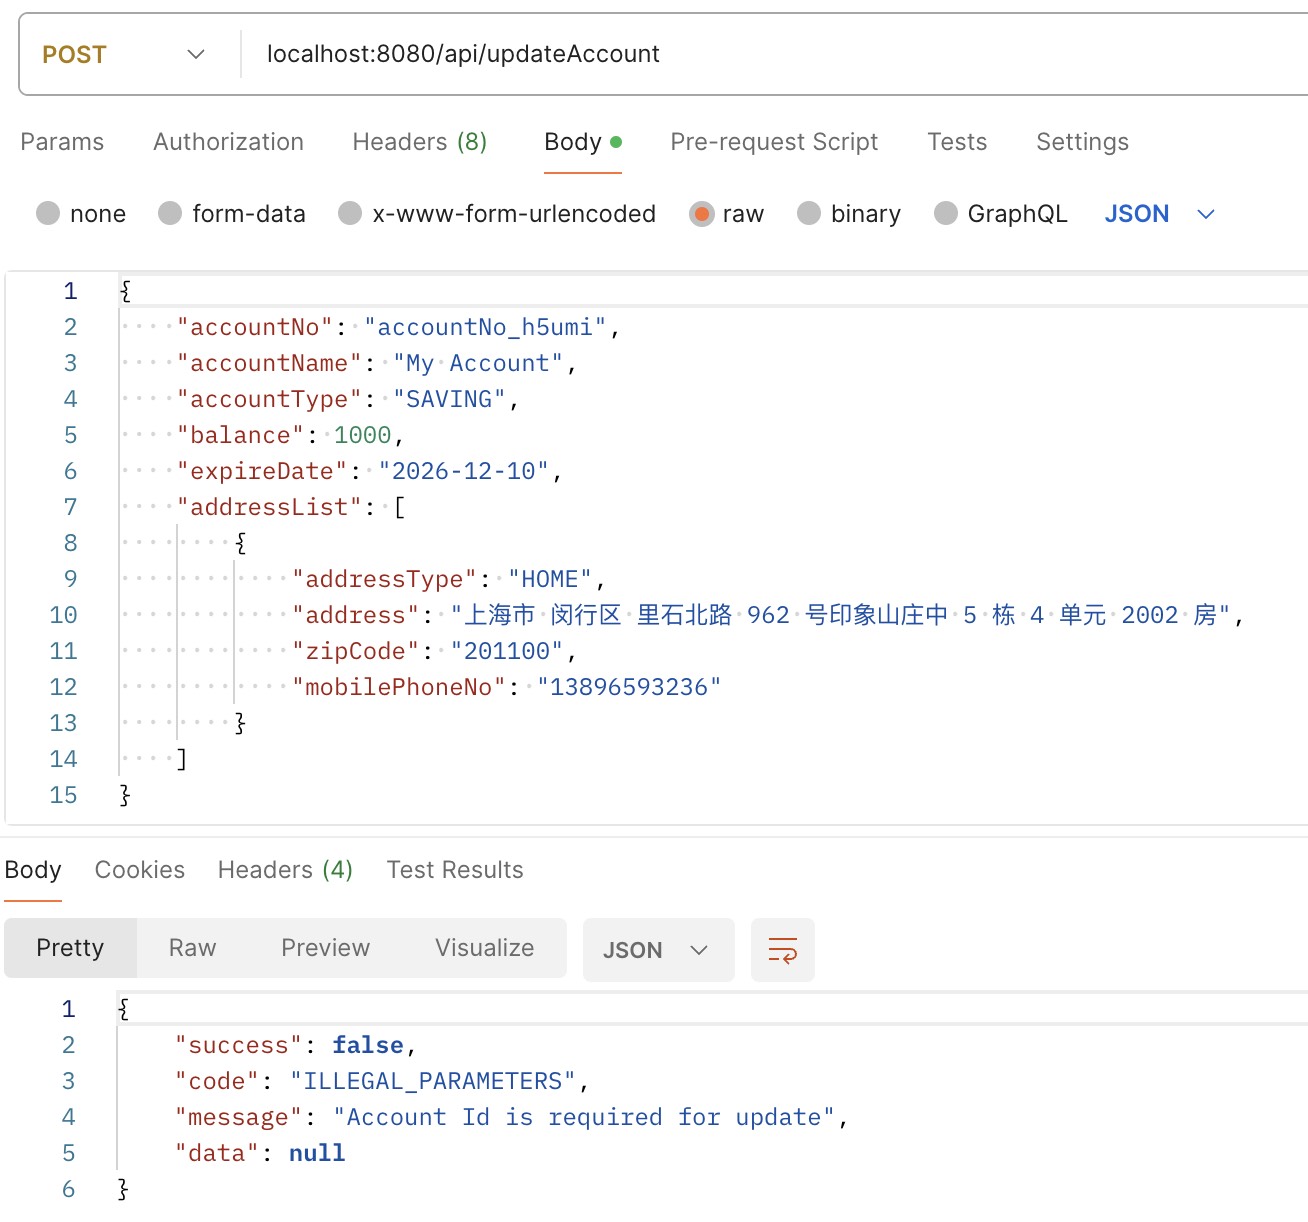 POST localhost:8080/api/updateAccount
Params Authorization Headers (8) Body Pre-request Script Tests Settings
none form-data x-www-form-urlencoded raw binary GraphQL JSON
1 {
2 "accountNo": "accountNo_h5umi",
3 "accountName": "My Account",
4 "accountType": "SAVING",
5 "balance": 1000,
6 "expireDate": "2026-12-10",
7 "addressList": [
8 {
9 "addressType": "HOME",
10 "address": "上海市 闵行区 里石北路 962 号印象山庄中 5 栋 4 单元 2002 房",
11 "zipCode": "201100",
12 "mobilePhoneNo": "13896593236"
13 }
14 ]
15 }
Body Cookies Headers (4) Test Results
Pretty Raw Preview Visualize JSON
1 {
2 "success": false,
3 "code": "ILLEGAL_PARAMETERS",
4 "message": "Account Id is required for update",
5 "data": null
6 }